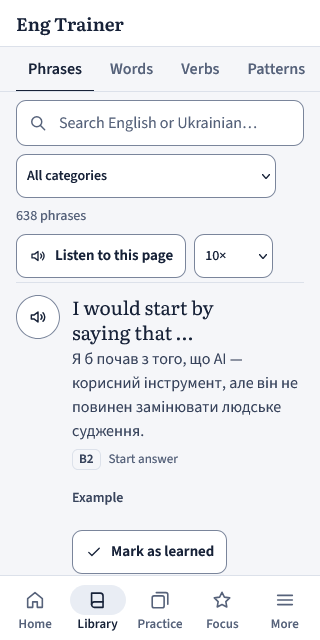 Eng Trainer
Phrases Words Verbs Patterns
Search English or Ukrainian…
All categories
638 phrases
Listen to this page 10×
I would start by
saying that …
Я б почав з того, що AI —
корисний інструмент, але він не
повинен замінювати людське
судження.
B2 Start answer
Example
Mark as learned
Home Library Practice Focus More